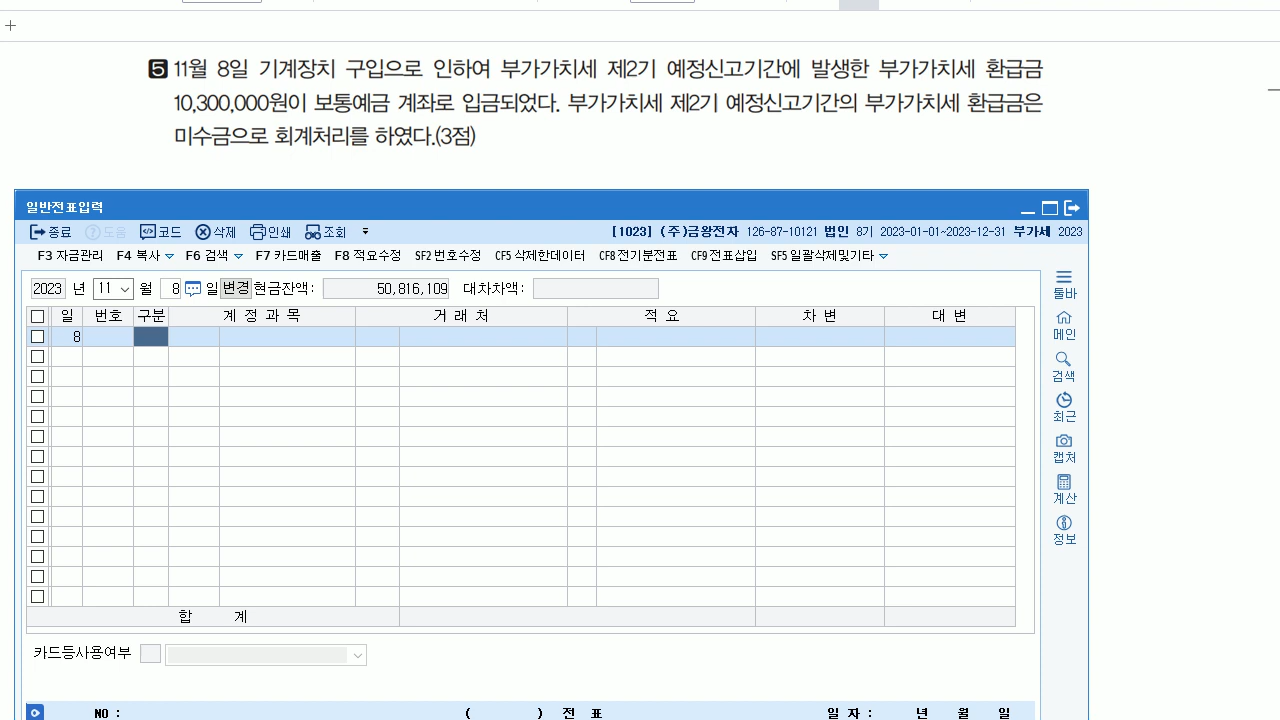 +
5 11월 8일 기계장치 구입으로 인하여 부가가치세 제2기 예정신고기간에 발생한 부가가치세 환급금
10,300,000원이 보통예금 계좌로 입금되었다. 부가가치세 제2기 예정신고기간의 부가가치세 환급금은
미수금으로 회계처리를 하였다.(3점)
일반전표입력
종료 도움 코드 삭제 인쇄 조회 [1023] (주)금왕전자 126-87-10121 법인 8기 2023-01-01~2023-12-31 부가세 2023
F3 자금관리 F4 복사 F6 검색 F7 카드매출 F8 적요수정 SF2 번호수정 CF5 삭제한데이터 CF8 전기분전표 CF9 전표삽입 SF5 일괄삭제및기타
2023 년 11 월 8 일 변경 현금잔액: 50,816,109 대차차액:
일 번호 구분 계 정 과 목 거 래 처 적 요 차 변 대 변
8
합 계
카드등사용여부
NO : ( ) 전 표 일 자 : 년 월 일
툴바
메인
검색
최근
캡처
계산
정보